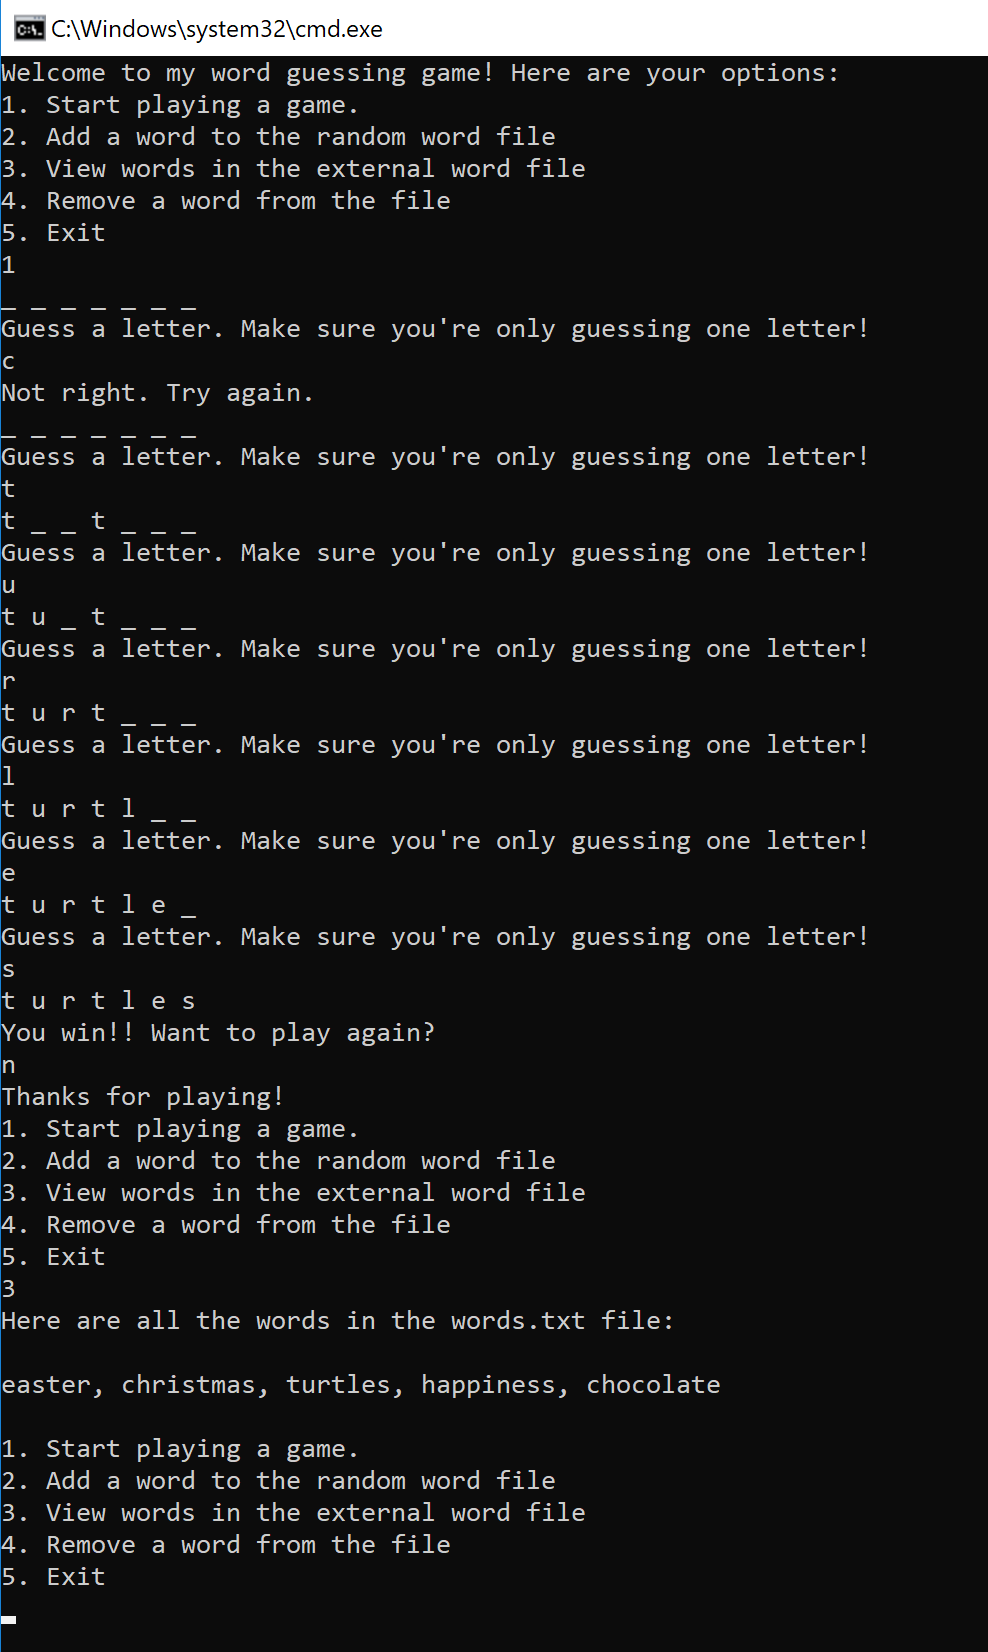 C:\Windows\system32\cmd.exe
Welcome to my word guessing game! Here are your options:
1. Start playing a game.
2. Add a word to the random word file
3. View words in the external word file
4. Remove a word from the file
5. Exit
1
_ _ _ _ _ _ _
Guess a letter. Make sure you're only guessing one letter!
c
Not right. Try again.
_ _ _ _ _ _ _
Guess a letter. Make sure you're only guessing one letter!
t
t _ _ t _ _ _
Guess a letter. Make sure you're only guessing one letter!
u
t u _ t _ _ _
Guess a letter. Make sure you're only guessing one letter!
r
t u r t _ _ _
Guess a letter. Make sure you're only guessing one letter!
l
t u r t l _ _
Guess a letter. Make sure you're only guessing one letter!
e
t u r t l e _
Guess a letter. Make sure you're only guessing one letter!
s
t u r t l e s
You win!! Want to play again?
n
Thanks for playing!
1. Start playing a game.
2. Add a word to the random word file
3. View words in the external word file
4. Remove a word from the file
5. Exit
3
Here are all the words in the words.txt file:
easter, christmas, turtles, happiness, chocolate
1. Start playing a game.
2. Add a word to the random word file
3. View words in the external word file
4. Remove a word from the file
5. Exit